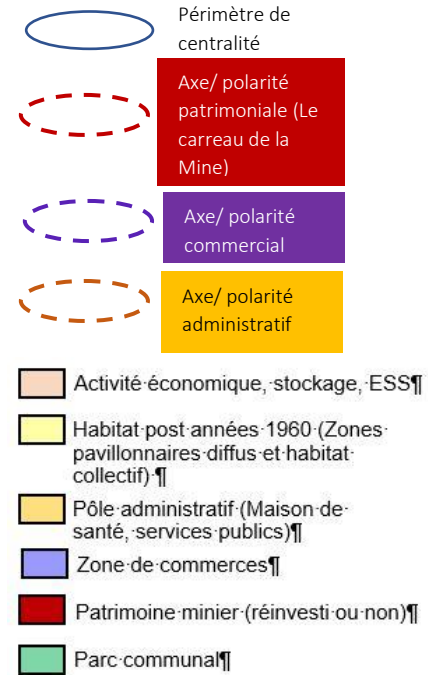 Périmètre de
centralité
Axe/ polarité
patrimoniale (Le
carreau de la
Mine)
Axe/ polarité
commercial
Axe/ polarité
administratif
Activité·économique,·stockage,·ESS¶
Habitat·post·années·1960·(Zones·
pavillonnaires·diffus·et·habitat·
collectif)·¶
Pôle·administratif·(Maison·de·
santé,·services·publics)¶
Zone·de·commerces¶
Patrimoine·minier·(réinvesti·ou·non)¶
Parc·communal¶